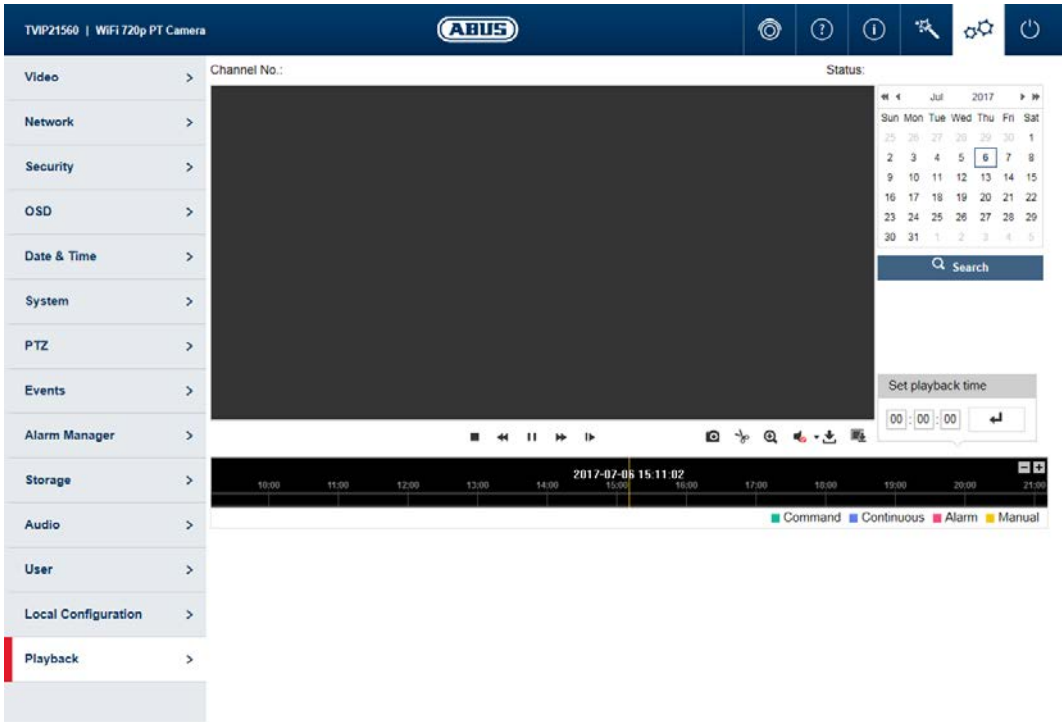 TVIP21560 | WiFi 720p PT Camera
ABUS
Video
Network
Security
OSD
Date & Time
System
PTZ
Events
Alarm Manager
Storage
Audio
User
Local Configuration
Playback
Channel No.:
Status:
Jul 2017
Sun Mon Tue Wed Thu Fri Sat
25 26 27 28 29 30 1
2 3 4 5 6 7 8
9 10 11 12 13 14 15
16 17 18 19 20 21 22
23 24 25 26 27 28 29
30 31 1 2 3 4 5
Search
Set playback time
00 : 00 : 00
2017-07-06 15:11:02
10:00 11:00 12:00 13:00 14:00 15:00 16:00 17:00 18:00 19:00 20:00 21:00
Command Continuous Alarm Manual